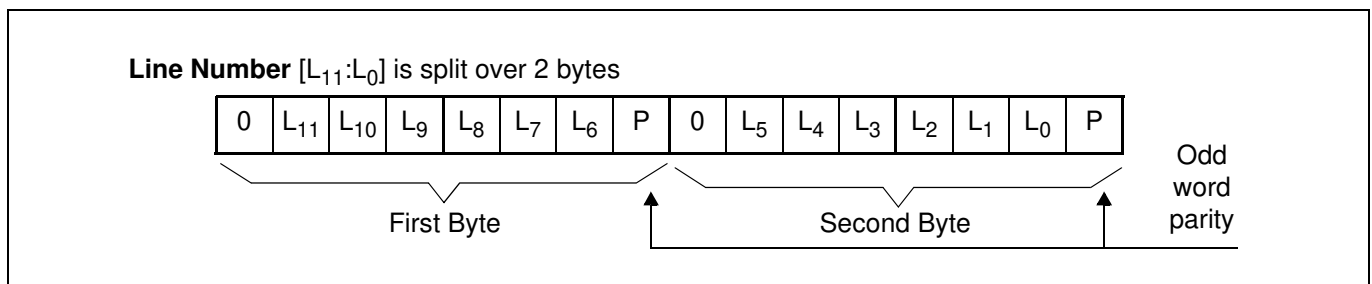 Line Number [L₁₁:L₀] is split over 2 bytes
0 L₁₁ L₁₀ L₉ L₈ L₇ L₆ P 0 L₅ L₄ L₃ L₂ L₁ L₀ P
First Byte Second Byte
Odd
word
parity